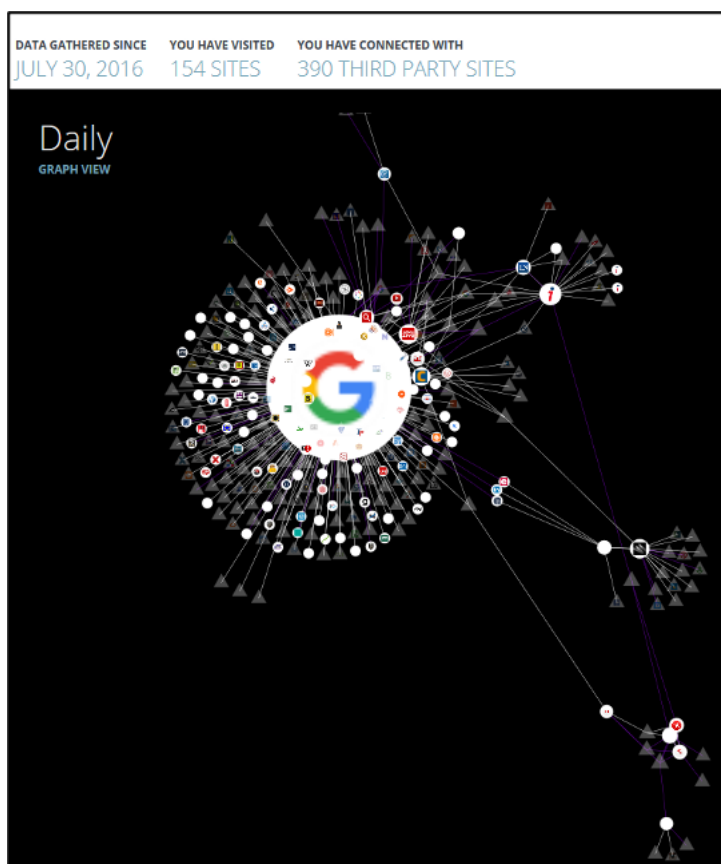 DATA GATHERED SINCE YOU HAVE VISITED YOU HAVE CONNECTED WITH
JULY 30, 2016 154 SITES 390 THIRD PARTY SITES
Daily
GRAPH VIEW
G